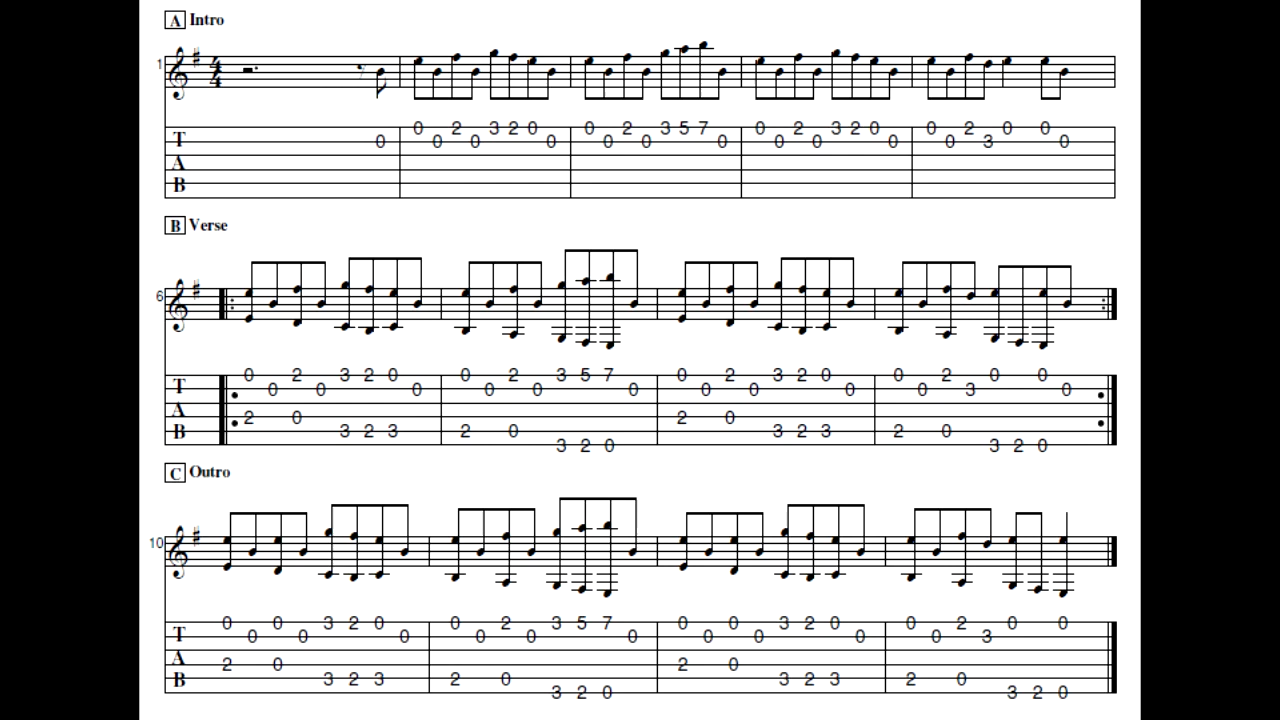 A Intro
1 4 4
0 2 3 2 0 0 2 3 5 7 0 2 3 2 0 0 2 0 0
T 0 0 0 0 0 0 0 0 0 0 0 3 0
A
B
B Verse
6
0 2 3 2 0 0 2 3 5 7 0 2 3 2 0 0 2 0 0
T 0 0 0 0 0 0 0 0 0 0 3 0
A 2 0 2 0
B 3 2 3 2 0 3 2 3 2 0
3 2 0 3 2 0
C Outro
10
0 0 3 2 0 0 2 3 5 7 0 0 3 2 0 0 2 0 0
T 0 0 0 0 0 0 0 0 0 0 3
A 2 0 2 0
B 3 2 3 2 0 3 2 3 2 0
3 2 0 3 2 0